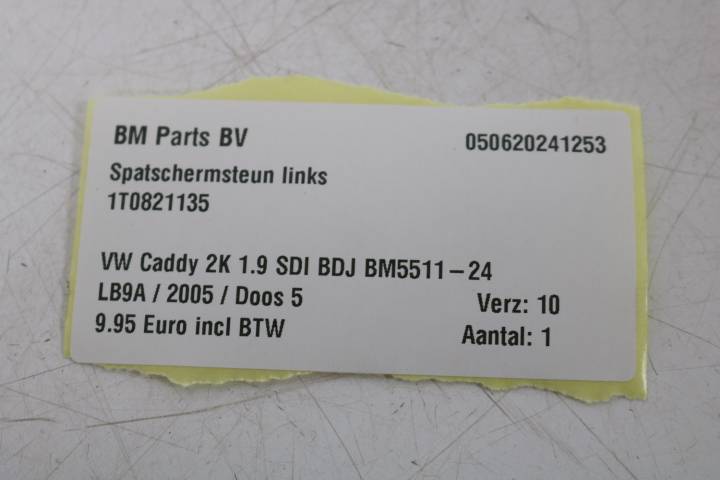 BM Parts BV 050620241253
Spatschermsteun links
1T0821135
VW Caddy 2K 1.9 SDI BDJ BM5511-24
LB9A / 2005 / Doos 5 Verz: 10
9.95 Euro incl BTW Aantal: 1